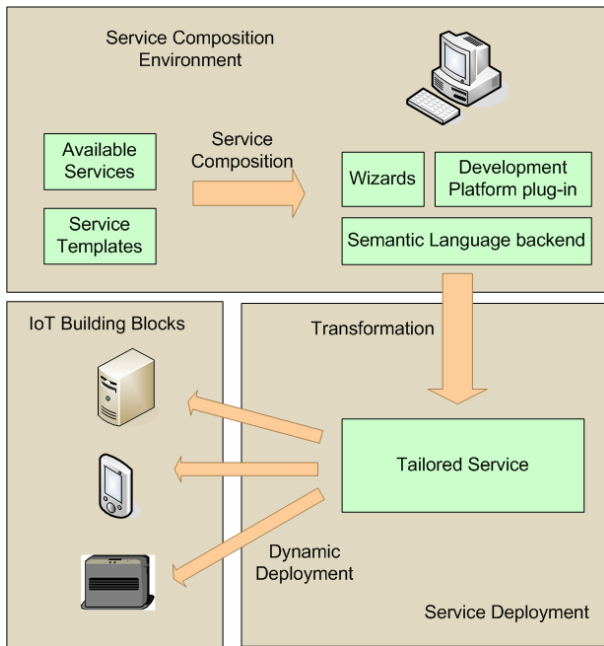 Service Composition
Environment
Available
Services
Service
Composition
Wizards
Development
Platform plug-in
Service
Templates
Semantic Language backend
IoT Building Blocks
Transformation
Tailored Service
Dynamic
Deployment
Service Deployment